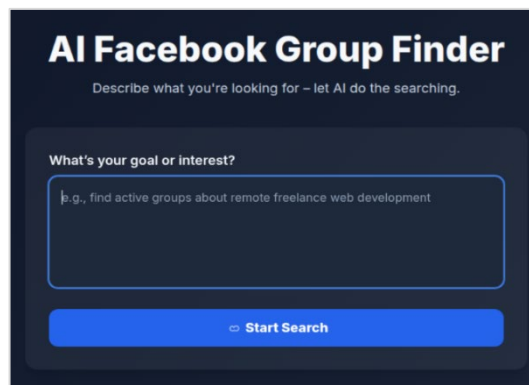 AI Facebook Group Finder
Describe what you're looking for – let AI do the searching.
What's your goal or interest?
e.g., find active groups about remote freelance web development
Start Search